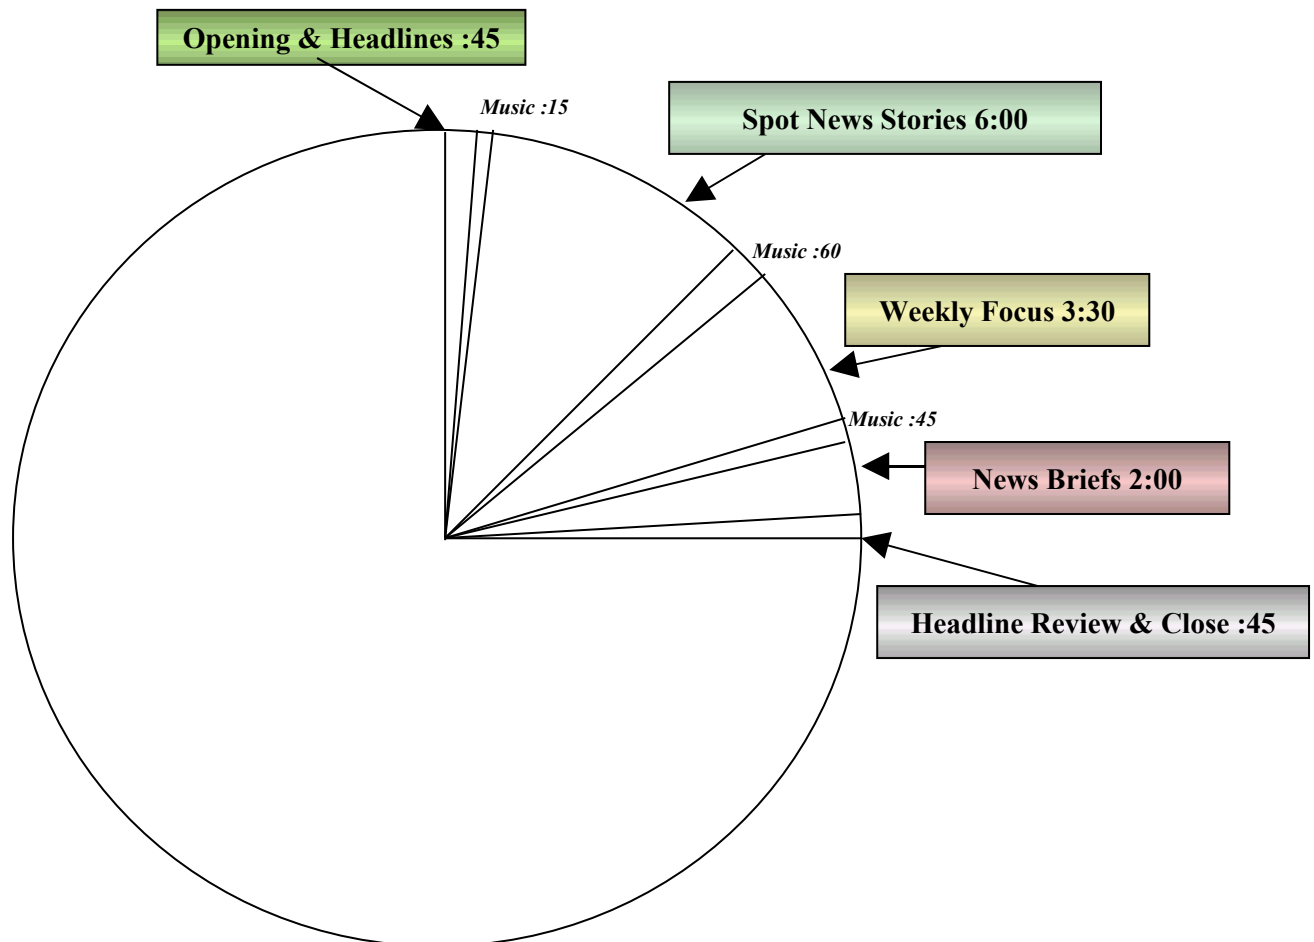 Opening & Headlines :45
Music :15
Spot News Stories 6:00
Music :60
Weekly Focus 3:30
Music :45
News Briefs 2:00
Headline Review & Close :45